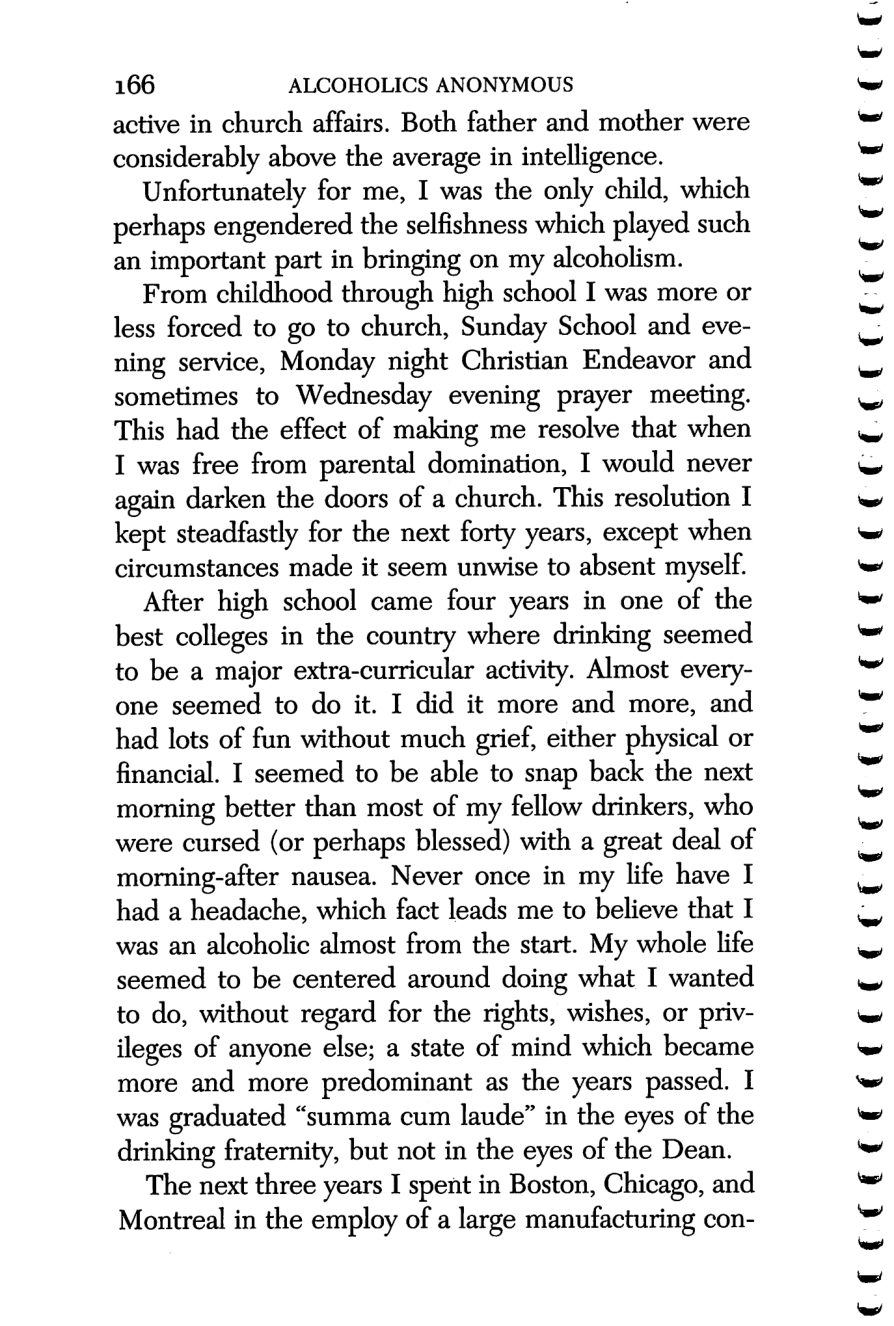 166 ALCOHOLICS ANONYMOUS
active in church affairs. Both father and mother were
considerably above the average in intelligence.
Unfortunately for me, I was the only child, which
perhaps engendered the selfishness which played such
an important part in bringing on my alcoholism.
From childhood through high school I was more or
less forced to go to church, Sunday School and eve-
ning service, Monday night Christian Endeavor and
sometimes to Wednesday evening prayer meeting.
This had the effect of making me resolve that when
I was free from parental domination, I would never
again darken the doors of a church. This resolution I
kept steadfastly for the next forty years, except when
circumstances made it seem unwise to absent myself.
After high school came four years in one of the
best colleges in the country where drinking seemed
to be a major extra-curricular activity. Almost every-
one seemed to do it. I did it more and more, and
had lots of fun without much grief, either physical or
financial. I seemed to be able to snap back the next
morning better than most of my fellow drinkers, who
were cursed (or perhaps blessed) with a great deal of
morning-after nausea. Never once in my life have I
had a headache, which fact leads me to believe that I
was an alcoholic almost from the start. My whole life
seemed to be centered around doing what I wanted
to do, without regard for the rights, wishes, or priv-
ileges of anyone else; a state of mind which became
more and more predominant as the years passed. I
was graduated “summa cum laude” in the eyes of the
drinking fraternity, but not in the eyes of the Dean.
The next three years I spent in Boston, Chicago, and
Montreal in the employ of a large manufacturing con-